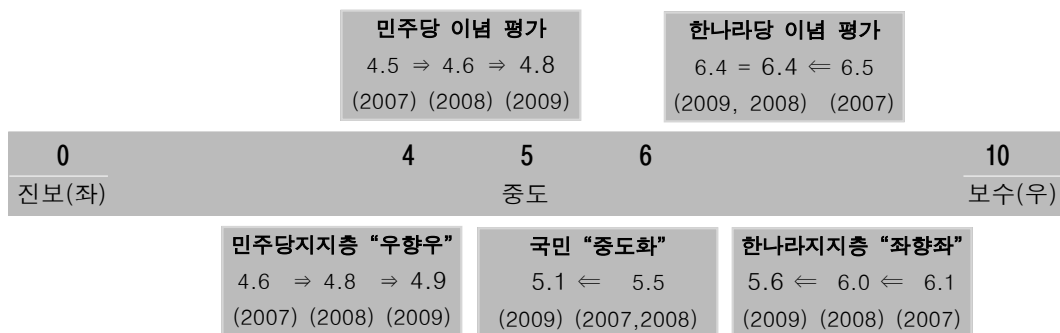 민주당 이념 평가
4.5 ⇒ 4.6 ⇒ 4.8
(2007) (2008) (2009)
한나라당 이념 평가
6.4 = 6.4 ⇐ 6.5
(2009, 2008) (2007)
0 4 5 6 10
진보(좌) 중도 보수(우)
민주당지지층 “우향우”
4.6 ⇒ 4.8 ⇒ 4.9
(2007) (2008) (2009)
국민 “중도화”
5.1 ⇐ 5.5
(2009) (2007,2008)
한나라지지층 “좌향좌”
5.6 ⇐ 6.0 ⇐ 6.1
(2009) (2008) (2007)